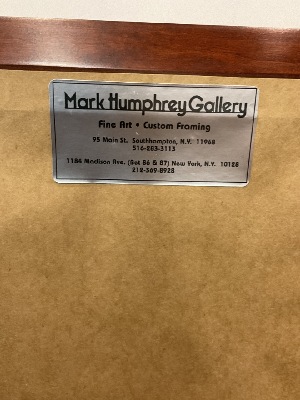 Mark Humphrey Gallery
Fine Art • Custom Framing
95 Main St. Southhampton, N.Y. 11968
516-283-3113
1184 Madison Ave. (Bet 86 & 87) New York, N.Y. 10128
212-369-8928